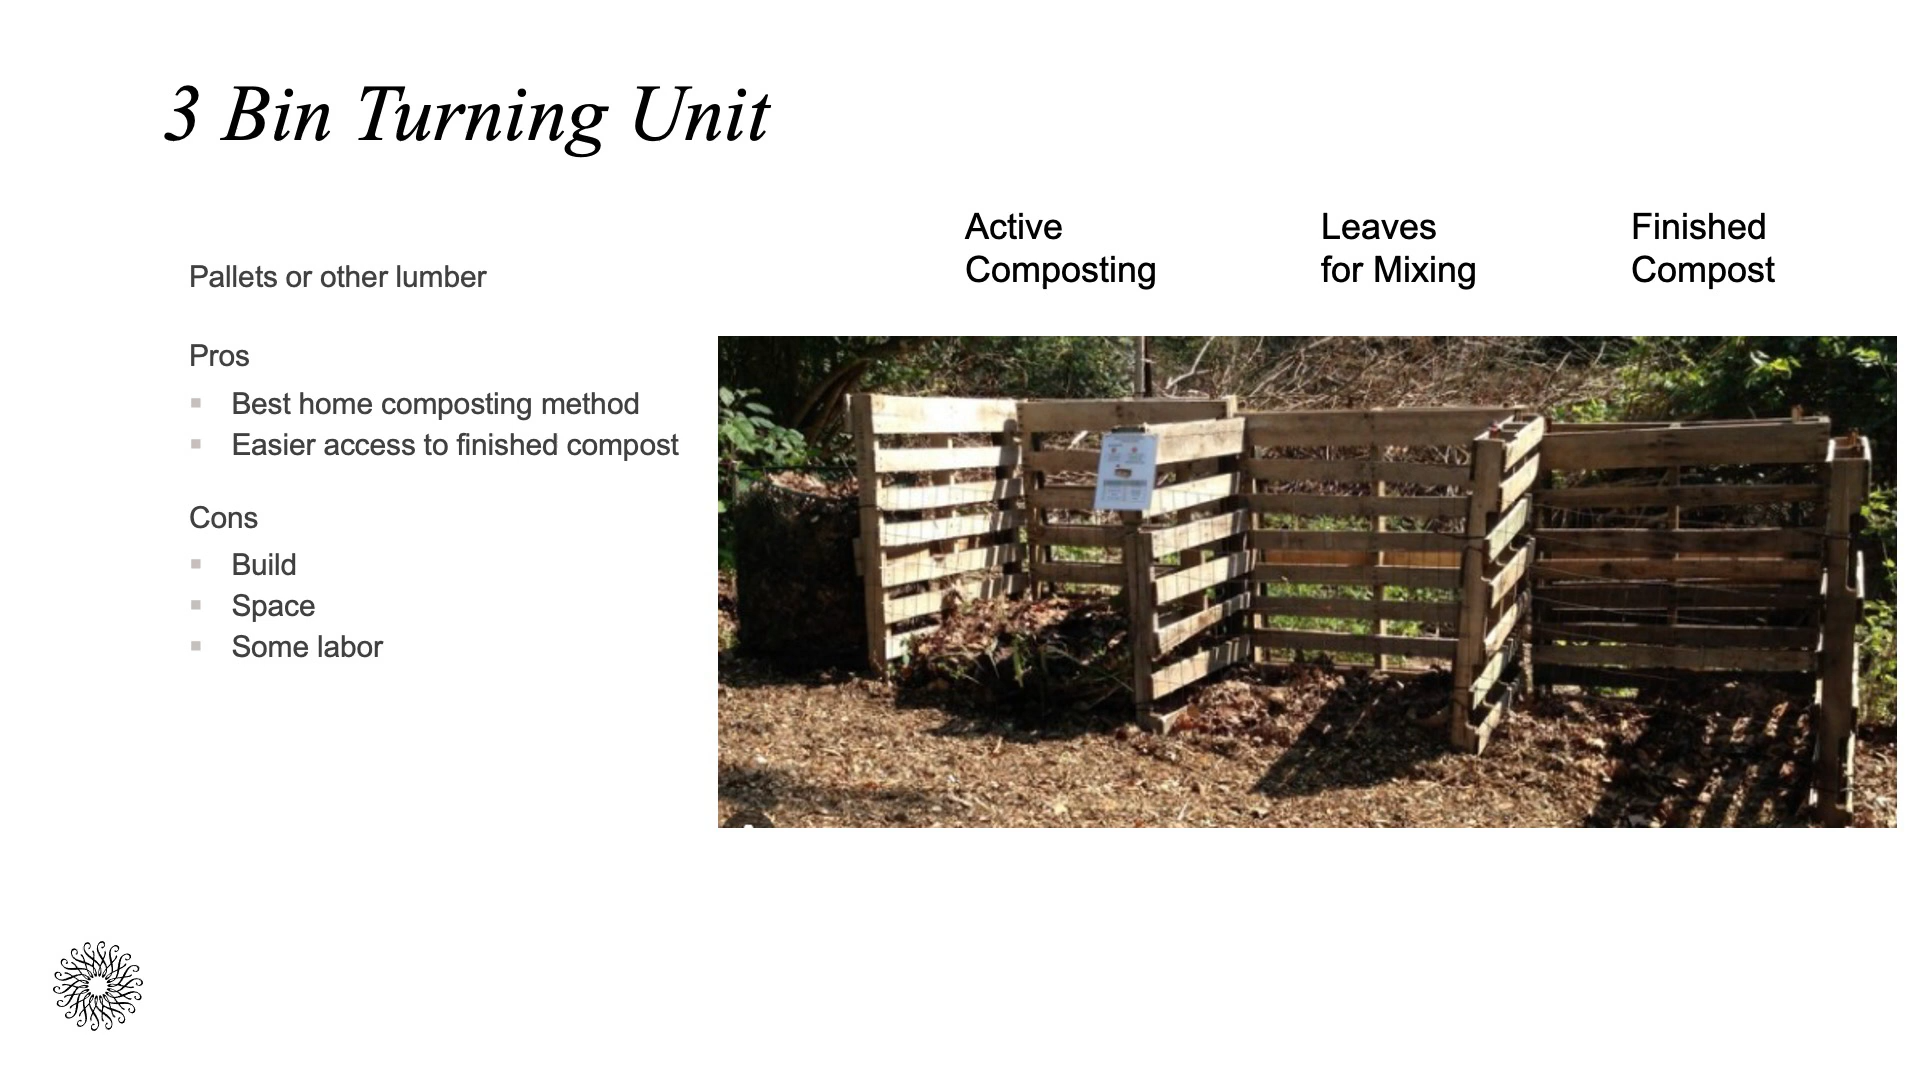 3 Bin Turning Unit
Pallets or other lumber
Pros
Best home composting method
Easier access to finished compost
Cons
Build
Space
Some labor
Active
Composting
Leaves
for Mixing
Finished
Compost